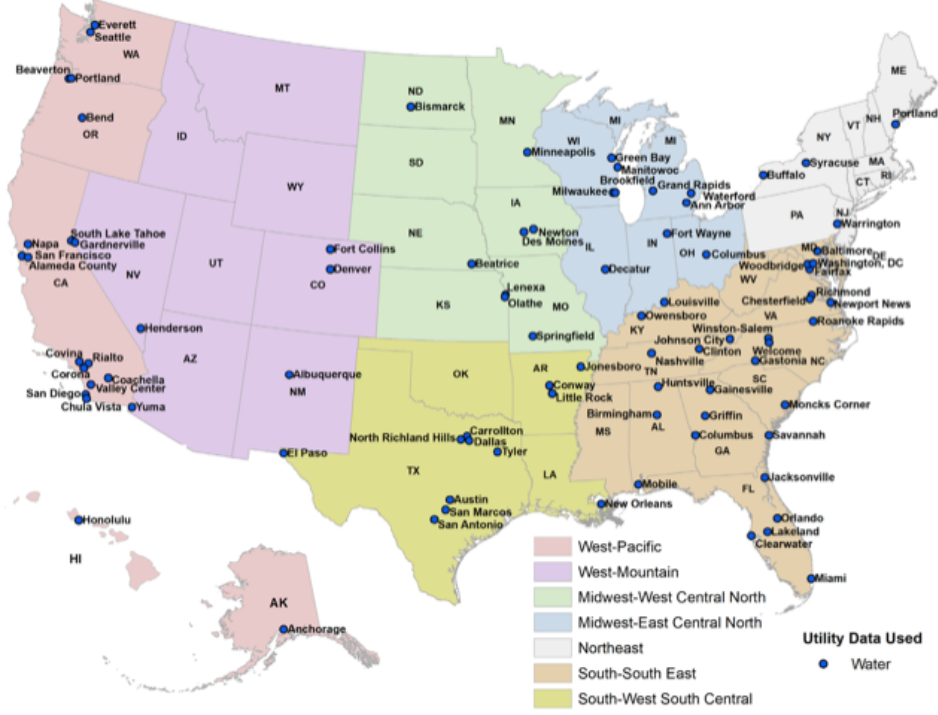 Everett
Seattle
WA
Beaverton
Portland
Bend
OR
ID
MT
WY
ND
Bismarck
MN
SD
Minneapolis
WI
MI
MI
Green Bay
Manitowoc
Brookfield
Milwaukee
Grand Rapids
Waterford
Ann Arbor
ME
Portland
VT
NH
NY
Syracuse
MA
Buffalo
CT
RI
PA
NJ
Warrington
South Lake Tahoe
Napa
Gardnerville
San Francisco
Alameda County
CA
NV
UT
Fort Collins
Denver
CO
NE
IA
Newton
Des Moines
Beatrice
IL
IN
Fort Wayne
OH
Columbus
Decatur
MD
Baltimore
DE
Woodbridge
Washington, DC
Fairfax
WV
Lenexa
Olathe
KS
MO
Richmond
Chesterfield
Newport News
Louisville
Owensboro
VA
Roanoke Rapids
Henderson
Springfield
KY
Winston-Salem
Johnson City
Clinton
Welcome
Covina
Rialto
AZ
Nashville
Gastonia
NC
Corona
Coachella
Albuquerque
OK
AR
Jonesboro
TN
Valley Center
San Diego
NM
Conway
Huntsville
SC
Gainesville
Chula Vista
Yuma
Little Rock
Moncks Corner
Birmingham
Griffin
North Richland Hills
Carrollton
Dallas
MS
AL
Columbus
Savannah
El Paso
Tyler
GA
TX
LA
Jacksonville
Mobile
FL
Austin
New Orleans
San Marcos
San Antonio
Orlando
Lakeland
Clearwater
Honolulu
HI
Miami
AK
Anchorage
West-Pacific
West-Mountain
Midwest-West Central North
Midwest-East Central North
Northeast
South-South East
South-West South Central
Utility Data Used
Water